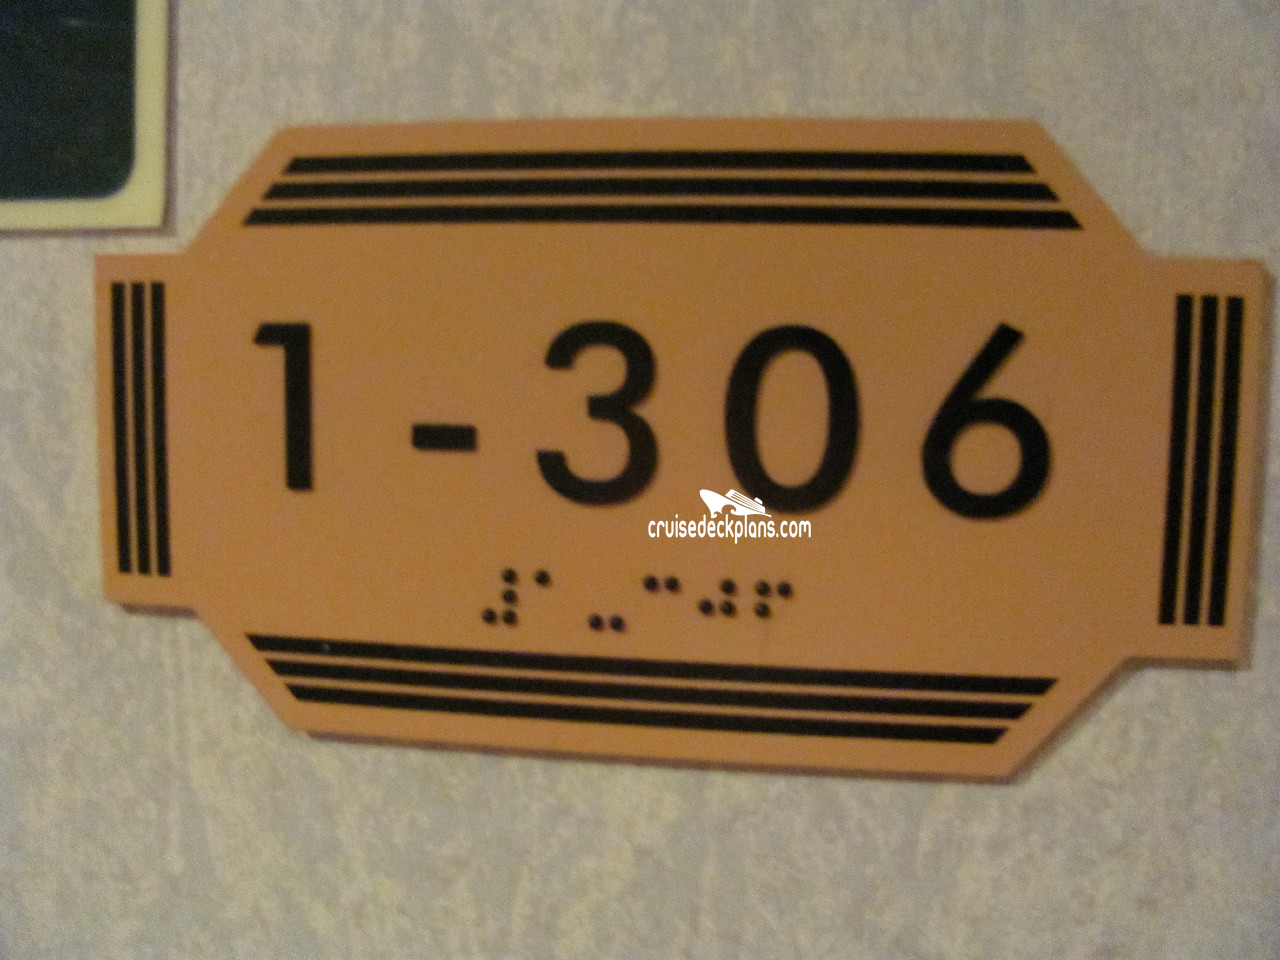 1-306
cruisedeckplans.com
⠼⠁⠤⠉⠚⠋